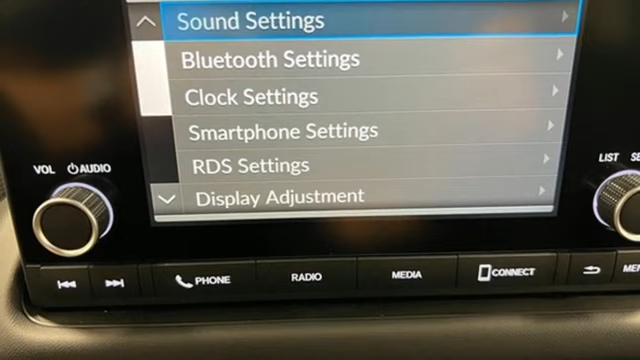 Sound Settings
Bluetooth Settings
Clock Settings
Smartphone Settings
RDS Settings
Display Adjustment
VOL AUDIO
LIST
PHONE
RADIO
MEDIA
CONNECT